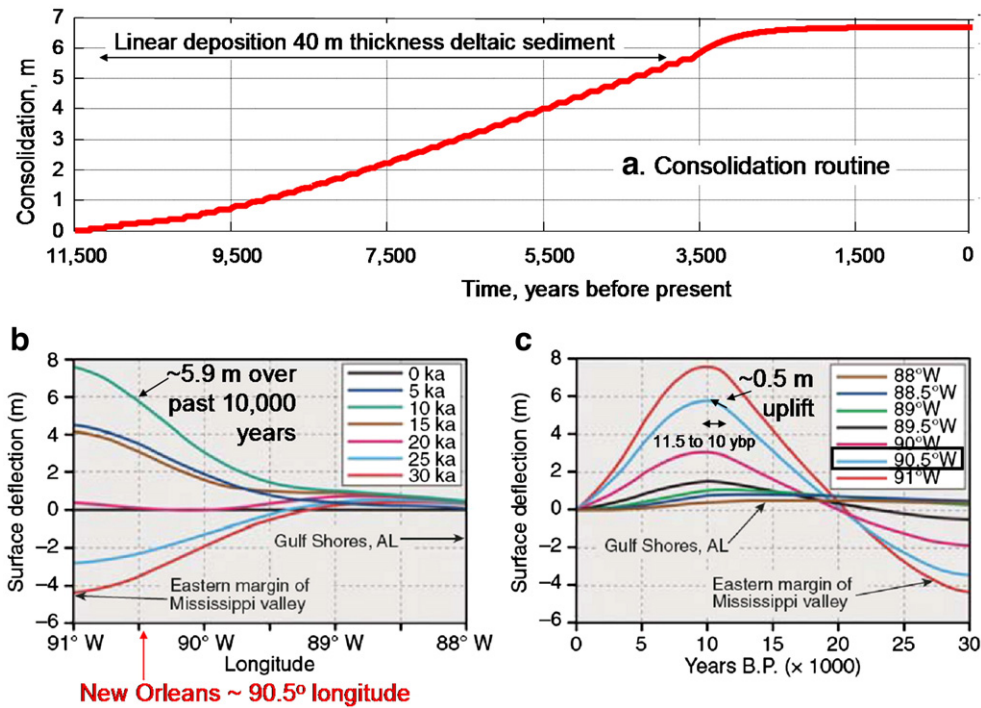 7
6
5
4
3
2
1
0
Consolidation, m
Linear deposition 40 m thickness deltaic sediment
a. Consolidation routine
11,500
9,500
7,500
5,500
3,500
1,500
0
Time, years before present
b
8
6
4
2
0
−2
−4
−6
Surface deflection (m)
~5.9 m over
past 10,000
years
0 ka
5 ka
10 ka
15 ka
20 ka
25 ka
30 ka
Gulf Shores, AL
Eastern margin of
Mississippi valley
91° W
90° W
89° W
88° W
Longitude
New Orleans ~ 90.5º longitude
c
8
6
4
2
0
−2
−4
−6
Surface deflection (m)
~0.5 m
uplift
11.5 to 10 ybp
88°W
88.5°W
89°W
89.5°W
90°W
90.5°W
91°W
Gulf Shores, AL
Eastern margin of
Mississippi valley
0
5
10
15
20
25
30
Years B.P. (× 1000)